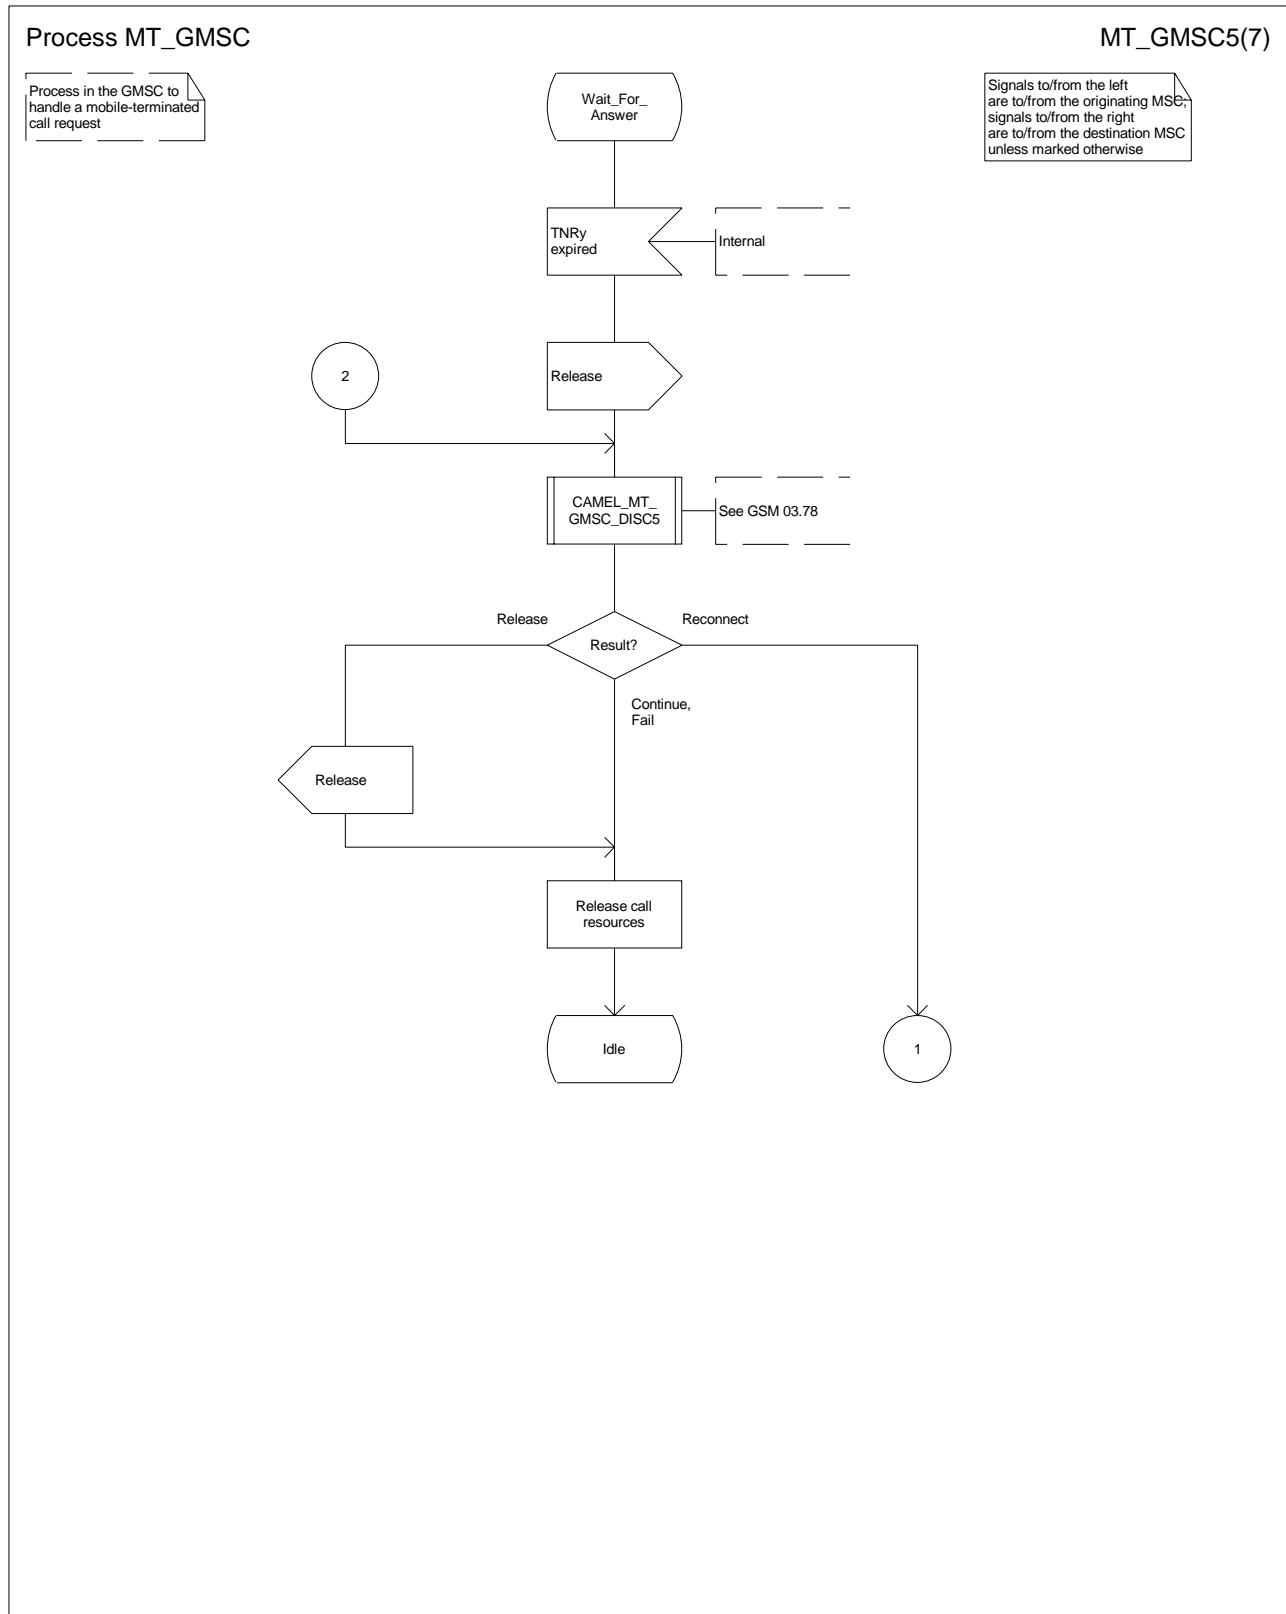 Process MT_GMSC
MT_GMSC5(7)
Process in the GMSC to
handle a mobile-terminated
call request
Signals to/from the left
are to/from the originating MSC;
signals to/from the right
are to/from the destination MSC
unless marked otherwise
Wait_For_
Answer
TNRy
expired
Internal
2
Release
CAMEL_MT_
GMSC_DISC5
See GSM 03.78
Release
Reconnect
Result?
Continue,
Fail
Release
Release call
resources
Idle
1